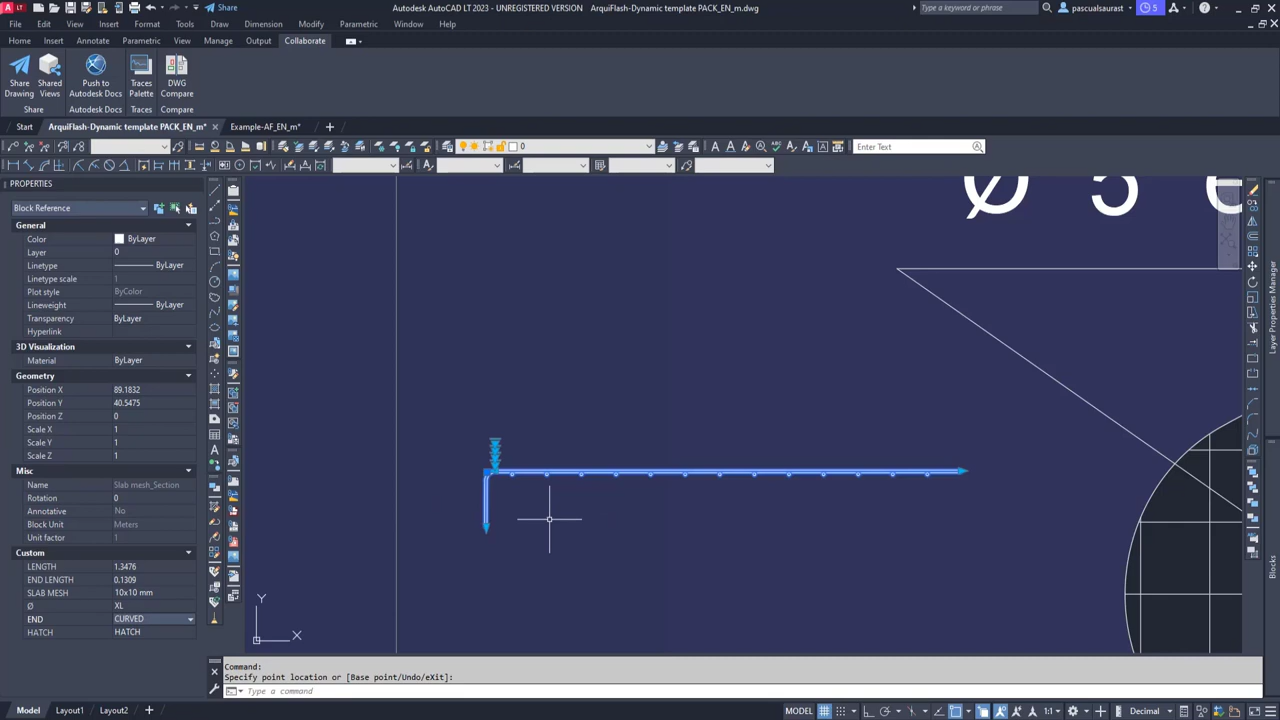 Share
Autodesk AutoCAD LT 2023 - UNREGISTERED VERSION ArquiFlash-Dynamic template PACK_EN_m.dwg
Type a keyword or phrase
pascualsaurast
5
File Edit View Insert Format Tools Draw Dimension Modify Parametric Window Help
Home Insert Annotate Parametric View Manage Output Collaborate
Share Drawing
Shared Views
Push to Autodesk Docs
Traces Palette
DWG Compare
Share Autodesk Docs Traces Compare
Start ArquiFlash-Dynamic template PACK_EN_m* Example-AF_EN_m*
0
Enter Text
PROPERTIES
Block Reference
General
Color ByLayer
Layer 0
Linetype ByLayer
Linetype scale 1
Plot style ByColor
Lineweight ByLayer
Transparency ByLayer
Hyperlink
3D Visualization
Material ByLayer
Geometry
Position X 89.1832
Position Y 40.5475
Position Z 0
Scale X 1
Scale Y 1
Scale Z 1
Misc
Name Slab mesh_Section
Rotation 0
Annotative No
Block Unit Meters
Unit factor 1
Custom
LENGTH 1.3476
END LENGTH 0.1309
SLAB MESH 10x10 mm
Ø XL
END CURVED
HATCH HATCH
Ø 5
Layer Properties Manager
Blocks
Y
X
Command:
Specify point location or [Base point/Undo/eXit]:
Type a command
Model Layout1 Layout2
MODEL 1:1 Decimal